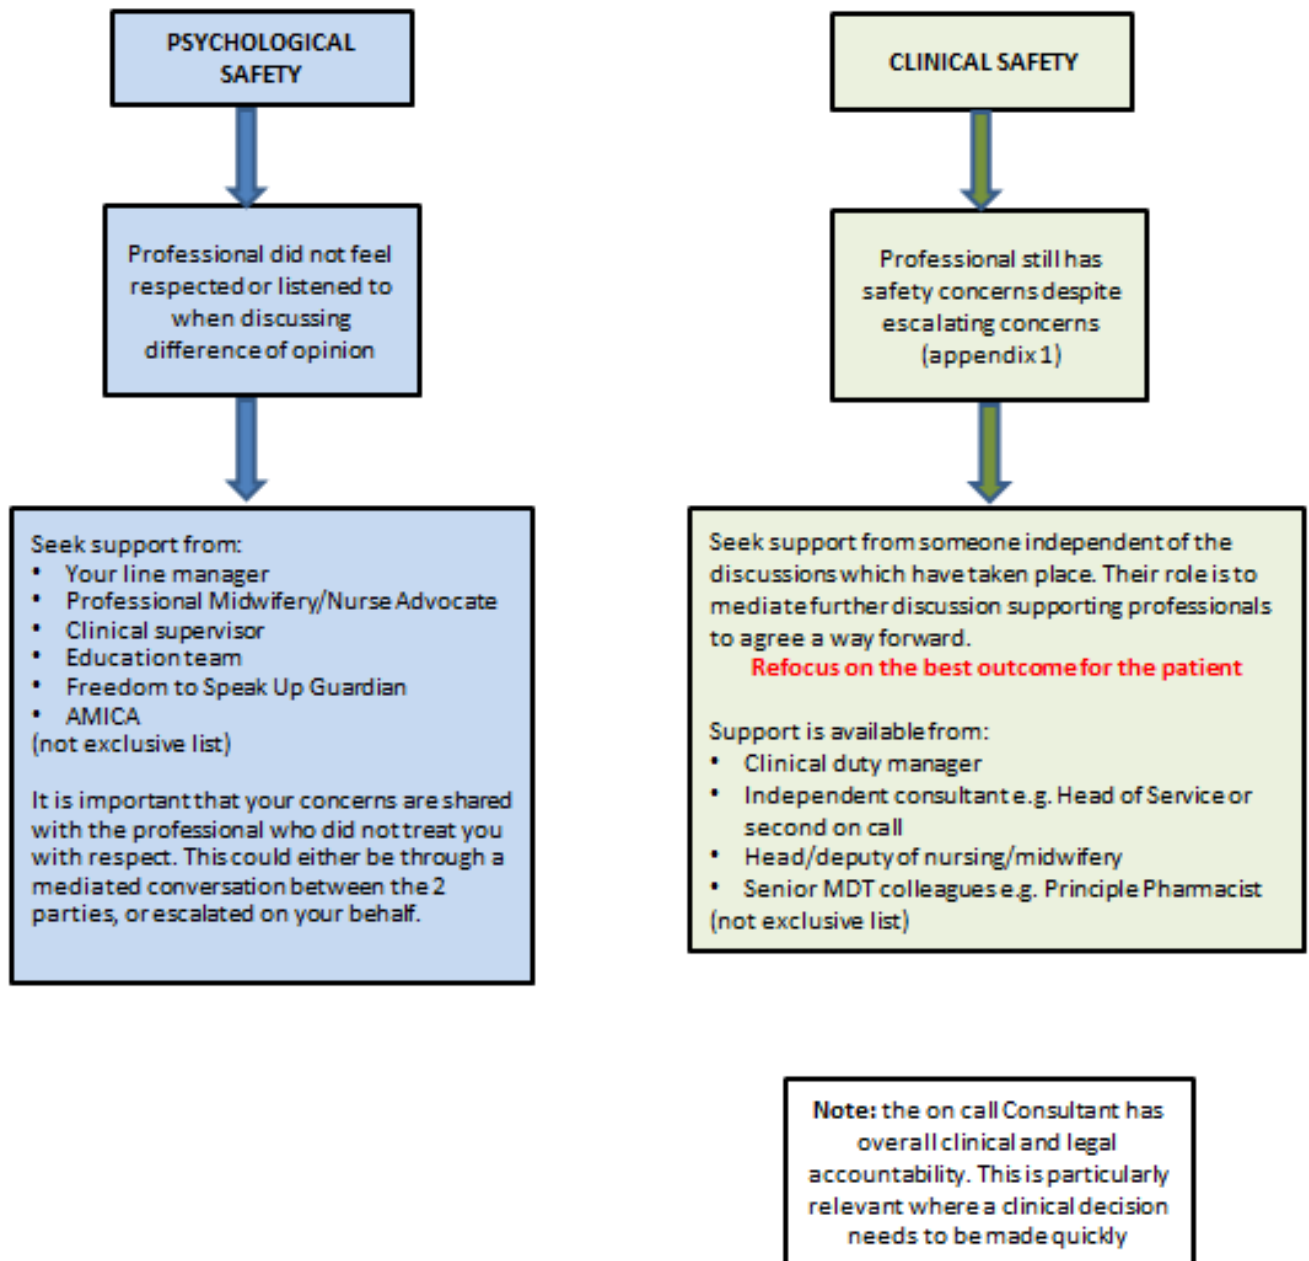 PSYCHOLOGICAL
SAFETY
Professional did not feel
respected or listened to
when discussing
difference of opinion
Seek support from:
• Your line manager
• Professional Midwifery/Nurse Advocate
• Clinical supervisor
• Education team
• Freedom to Speak Up Guardian
• AMICA
(not exclusive list)
It is important that your concerns are shared
with the professional who did not treat you
with respect. This could either be through a
mediated conversation between the 2
parties, or escalated on your behalf.
CLINICAL SAFETY
Professional still has
safety concerns despite
escalating concerns
(appendix 1)
Seek support from someone independent of the
discussions which have taken place. Their role is to
mediate further discussion supporting professionals
to agree a way forward.
Refocus on the best outcome for the patient
Support is available from:
• Clinical duty manager
• Independent consultant e.g. Head of Service or
second on call
• Head/deputy of nursing/midwifery
• Senior MDT colleagues e.g. Principle Pharmacist
(not exclusive list)
Note: the on call Consultant has
overall clinical and legal
accountability. This is particularly
relevant where a clinical decision
needs to be made quickly